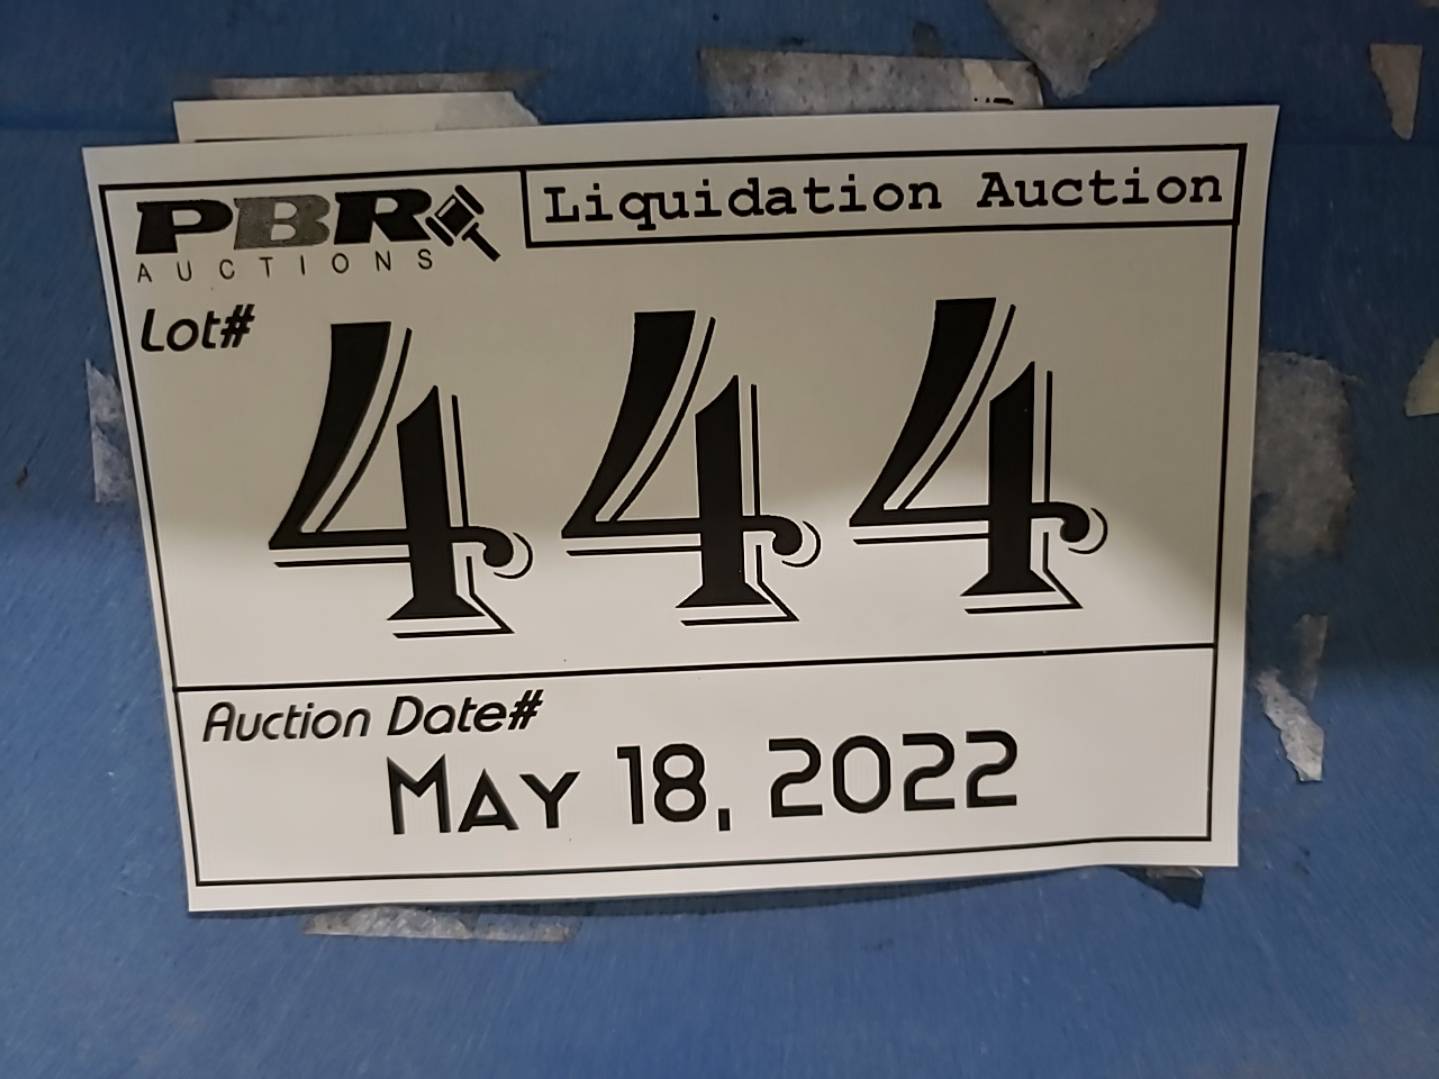 PBR
AUCTIONS
Liquidation Auction
Lot#
444
Auction Date#
May 18, 2022